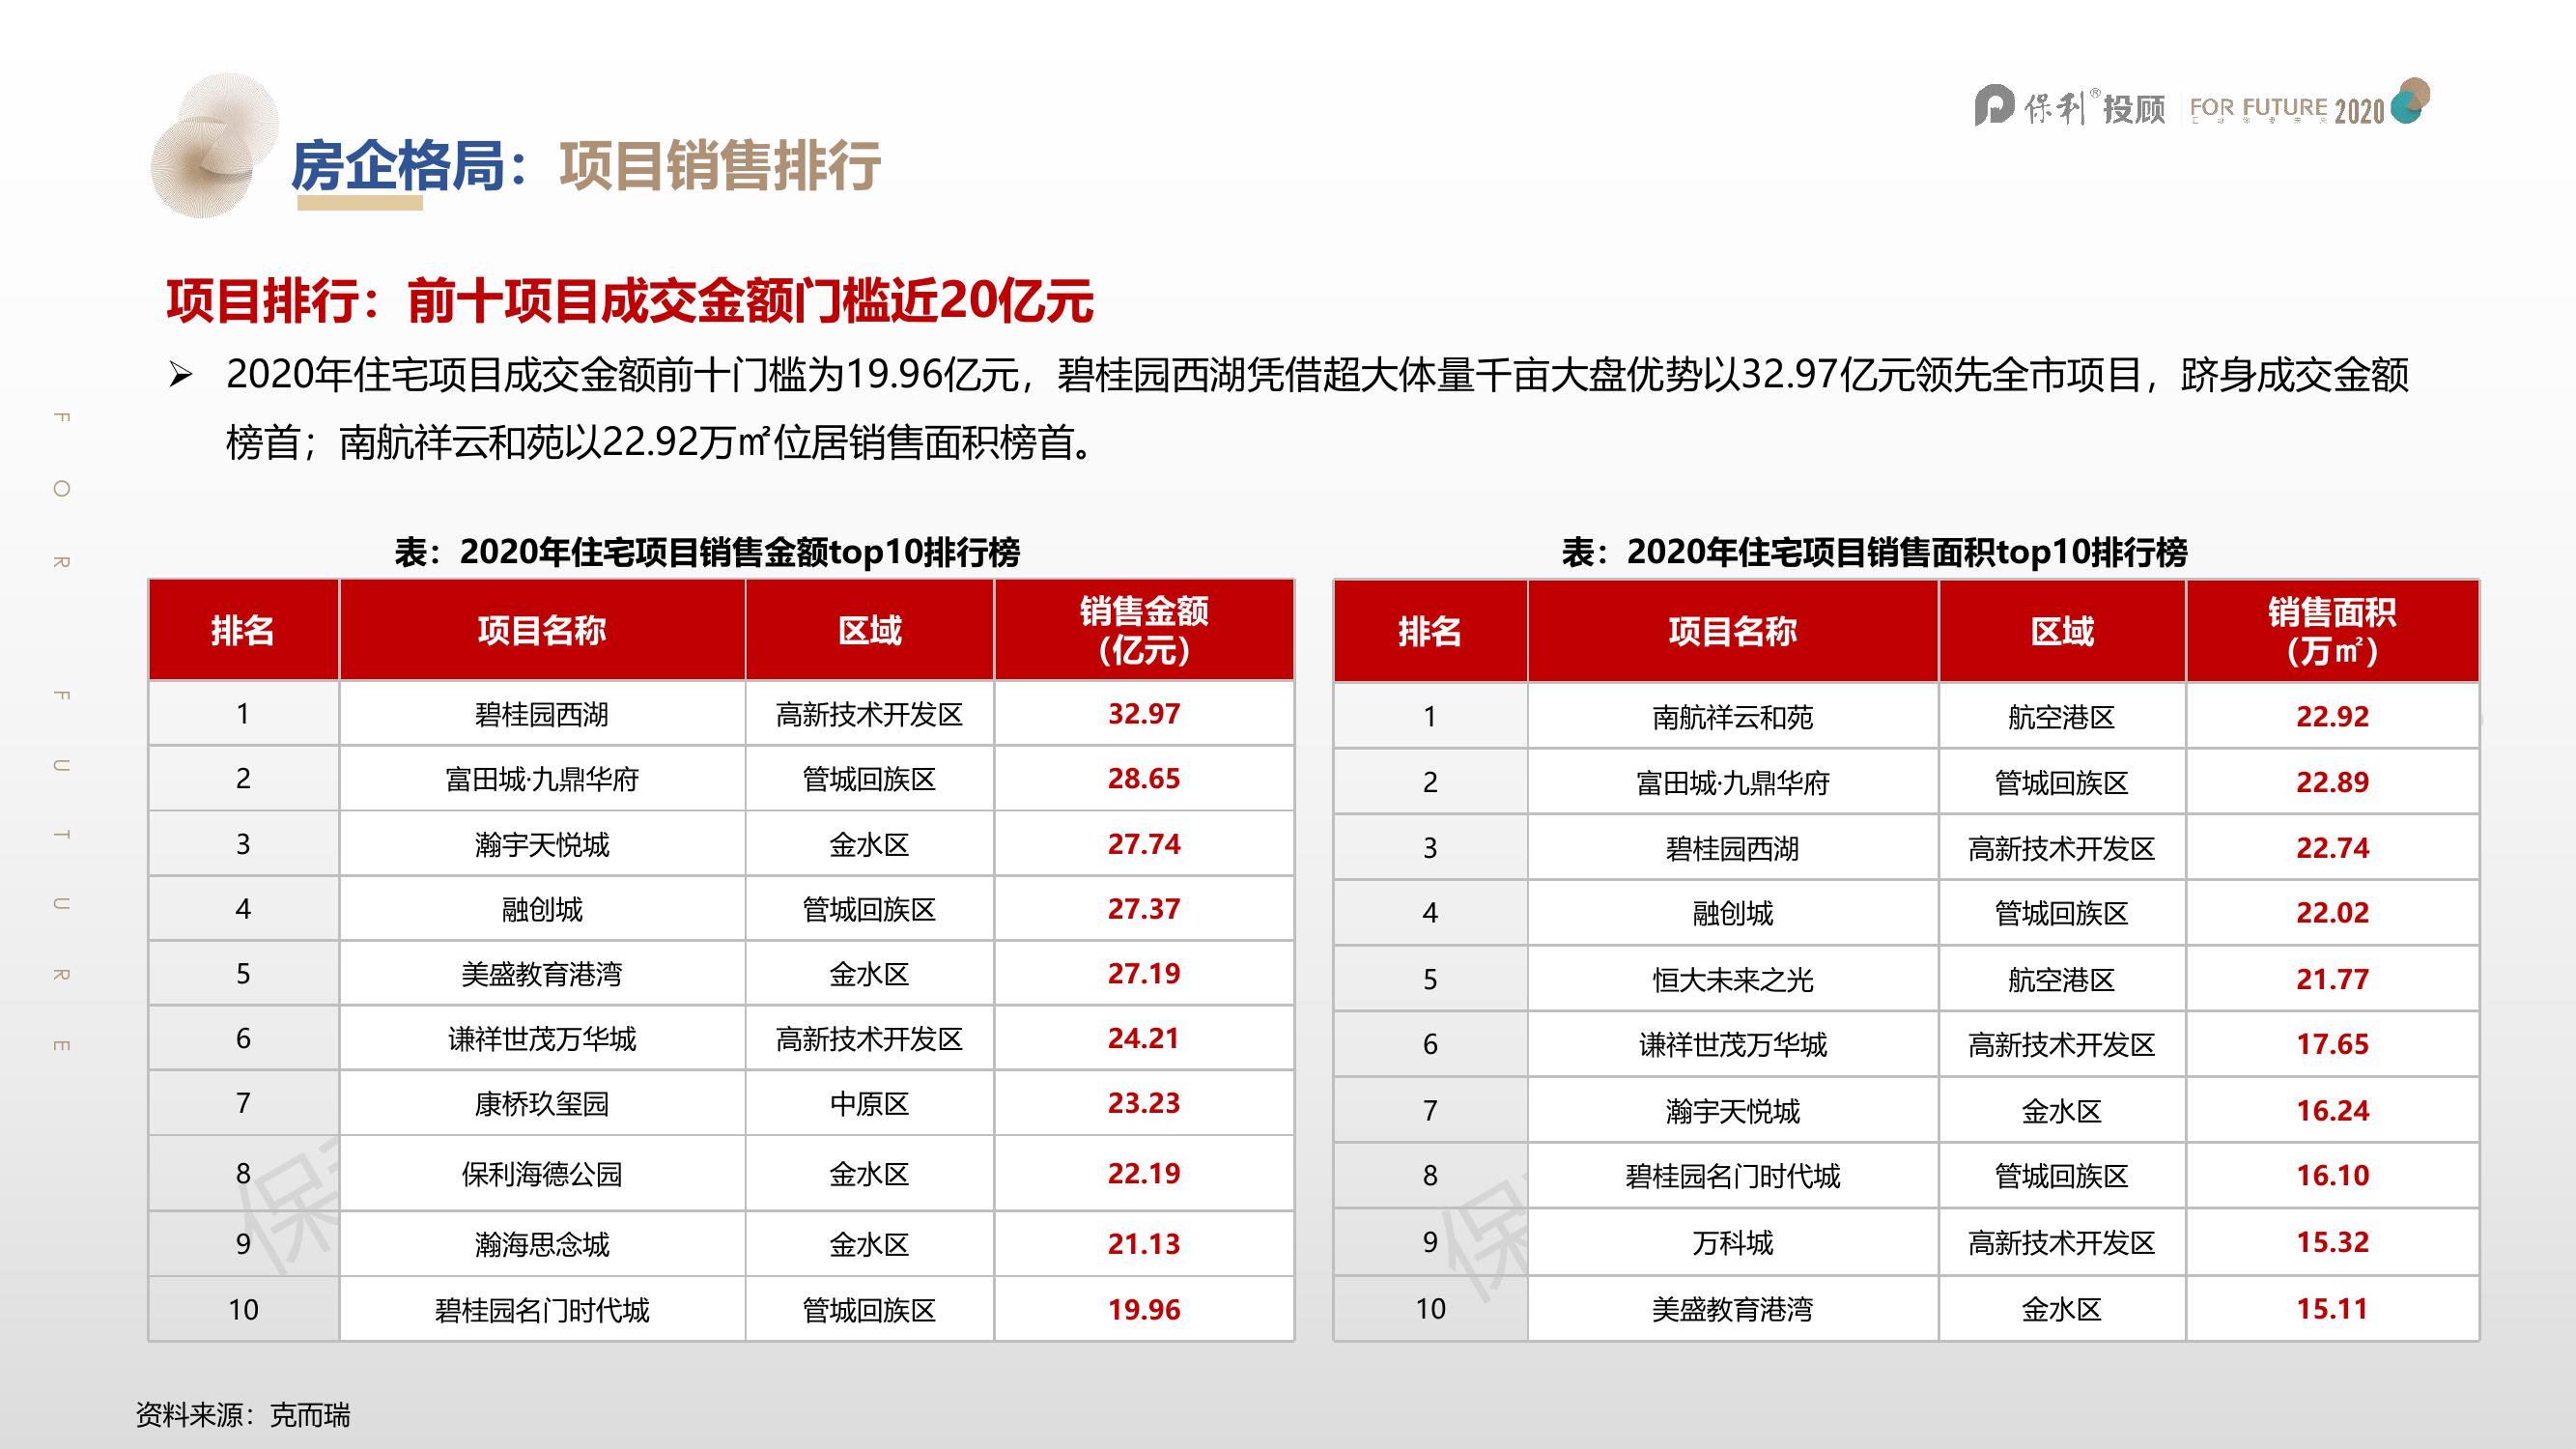 保利®投顾 FOR FUTURE 2020
房企格局：项目销售排行
项目排行：前十项目成交金额门槛近20亿元
➢ 2020年住宅项目成交金额前十门槛为19.96亿元，碧桂园西湖凭借超大体量千亩大盘优势以32.97亿元领先全市项目，跻身成交金额
榜首；南航祥云和苑以22.92万㎡位居销售面积榜首。
FOR FUTURE
表：2020年住宅项目销售金额top10排行榜
排名 项目名称 区域 销售金额（亿元）
1 碧桂园西湖 高新技术开发区 32.97
2 富田城·九鼎华府 管城回族区 28.65
3 瀚宇天悦城 金水区 27.74
4 融创城 管城回族区 27.37
5 美盛教育港湾 金水区 27.19
6 谦祥世茂万华城 高新技术开发区 24.21
7 康桥玖玺园 中原区 23.23
8 保利海德公园 金水区 22.19
9 瀚海思念城 金水区 21.13
10 碧桂园名门时代城 管城回族区 19.96
表：2020年住宅项目销售面积top10排行榜
排名 项目名称 区域 销售面积（万㎡）
1 南航祥云和苑 航空港区 22.92
2 富田城·九鼎华府 管城回族区 22.89
3 碧桂园西湖 高新技术开发区 22.74
4 融创城 管城回族区 22.02
5 恒大未来之光 航空港区 21.77
6 谦祥世茂万华城 高新技术开发区 17.65
7 瀚宇天悦城 金水区 16.24
8 碧桂园名门时代城 管城回族区 16.10
9 万科城 高新技术开发区 15.32
10 美盛教育港湾 金水区 15.11
保
保
资料来源：克而瑞